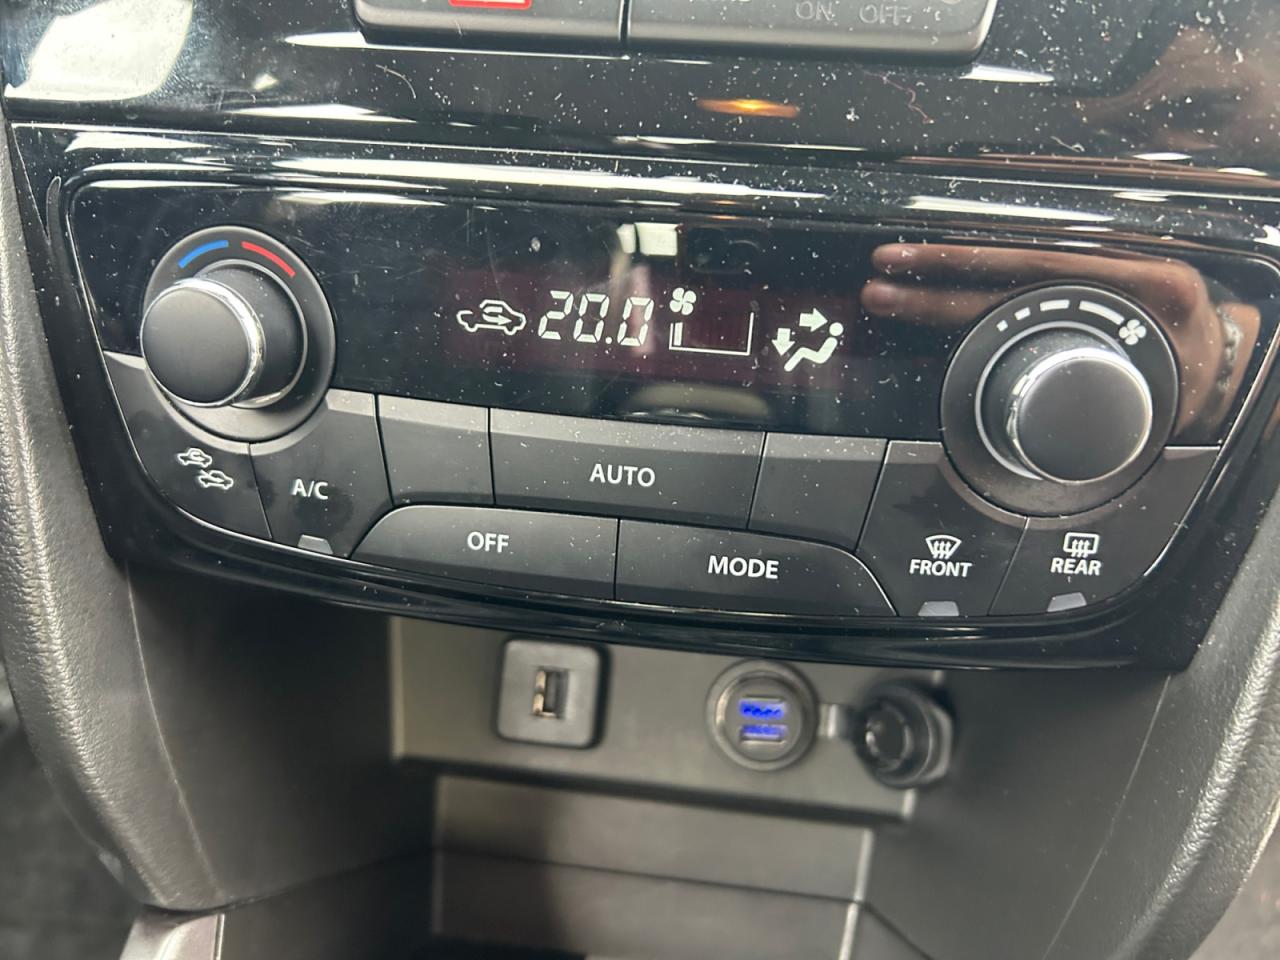 ON OFF
20.0
AUTO
A/C
OFF
MODE
FRONT
REAR